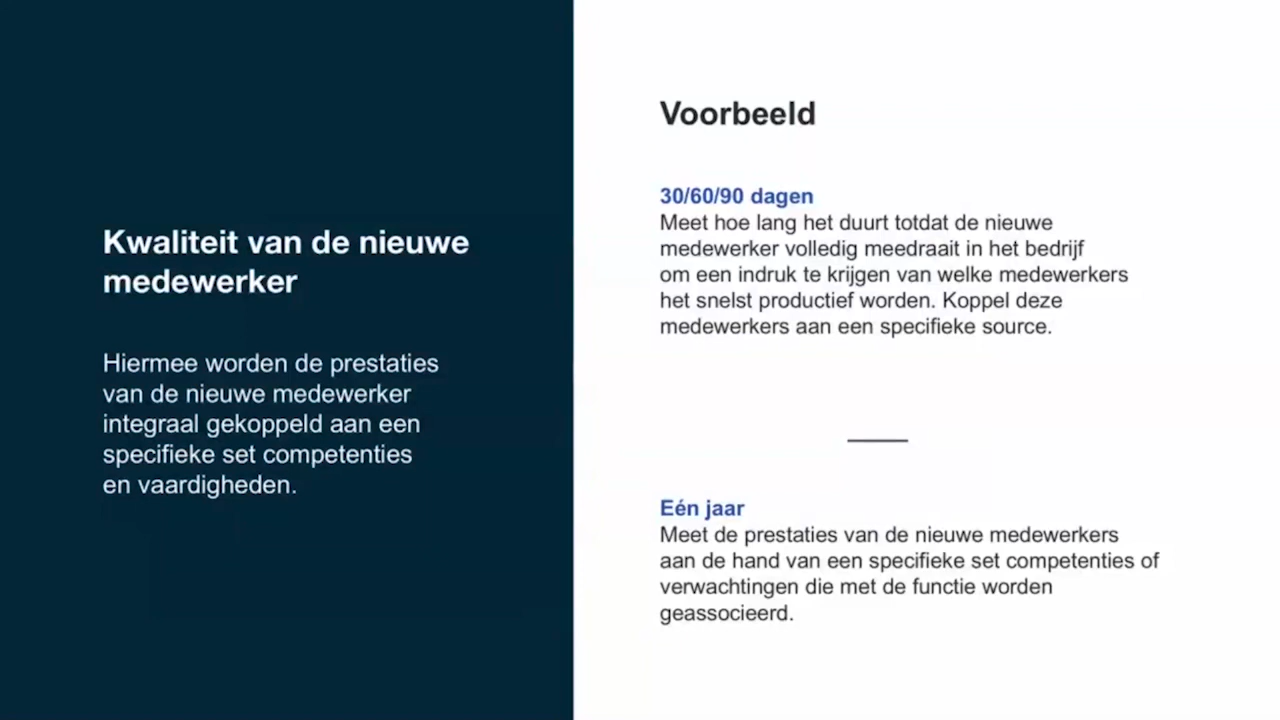 Kwaliteit van de nieuwe
medewerker
Hiermee worden de prestaties
van de nieuwe medewerker
integraal gekoppeld aan een
specifieke set competenties
en vaardigheden.
Voorbeeld
30/60/90 dagen
Meet hoe lang het duurt totdat de nieuwe
medewerker volledig meedraait in het bedrijf
om een indruk te krijgen van welke medewerkers
het snelst productief worden. Koppel deze
medewerkers aan een specifieke source.
Eén jaar
Meet de prestaties van de nieuwe medewerkers
aan de hand van een specifieke set competenties of
verwachtingen die met de functie worden
geassocieerd.